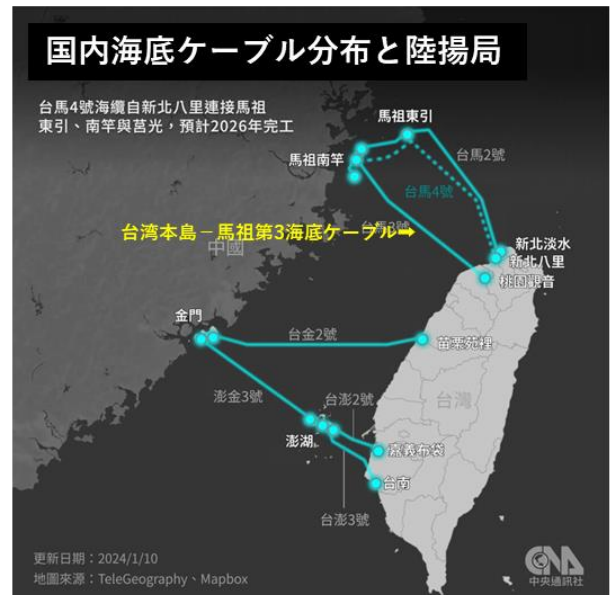 国内海底ケーブル分布と陸揚局
台馬4號海纜自新北八里連接馬祖
東引、南竿與莒光，預計2026年完工
馬祖東引
馬祖南竿
台馬2號
台馬4號
台馬3號
台湾本島－馬祖第3海底ケーブル➡
中國
新北淡水
新北八里
桃園觀音
金門
台金2號
苗栗苑裡
澎金3號
台澎2號
台灣
澎湖
嘉義布袋
台南
台澎3號
更新日期：2024/1/10
地圖來源：TeleGeography、Mapbox
CNA
中央通訊社